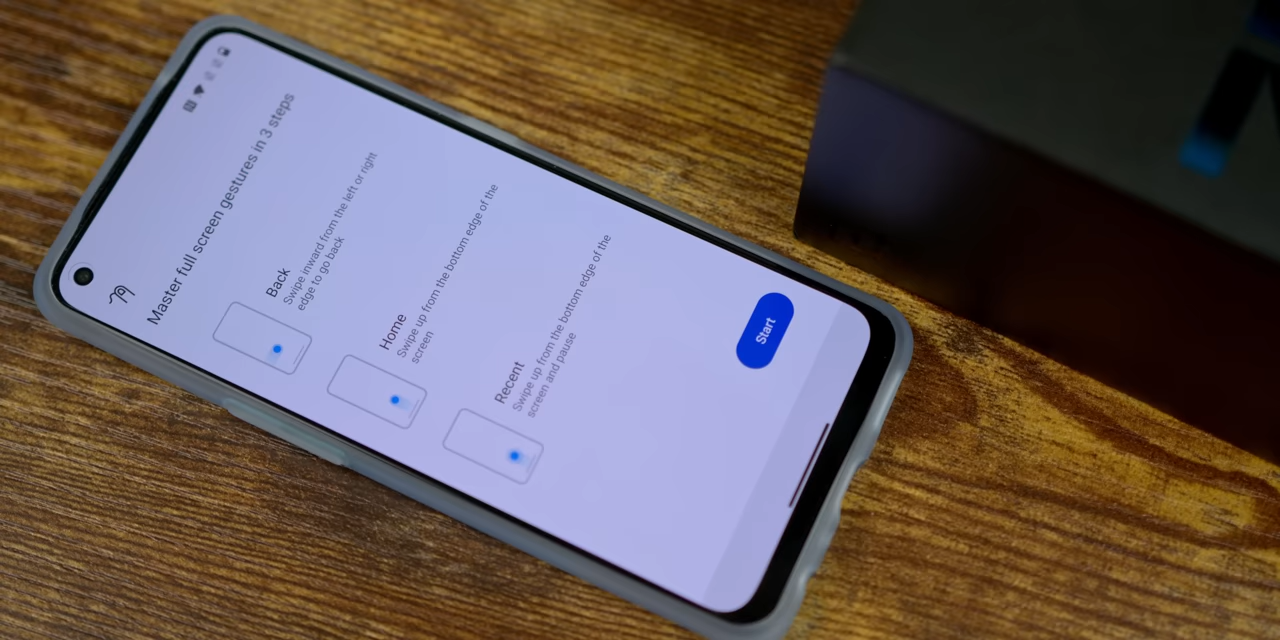 Master full screen gestures in 3 steps
Back
Swipe inward from the left or right
edge to go back
Home
Swipe up from the bottom edge of the
screen
Recent
Swipe up from the bottom edge of the
screen and pause
Start